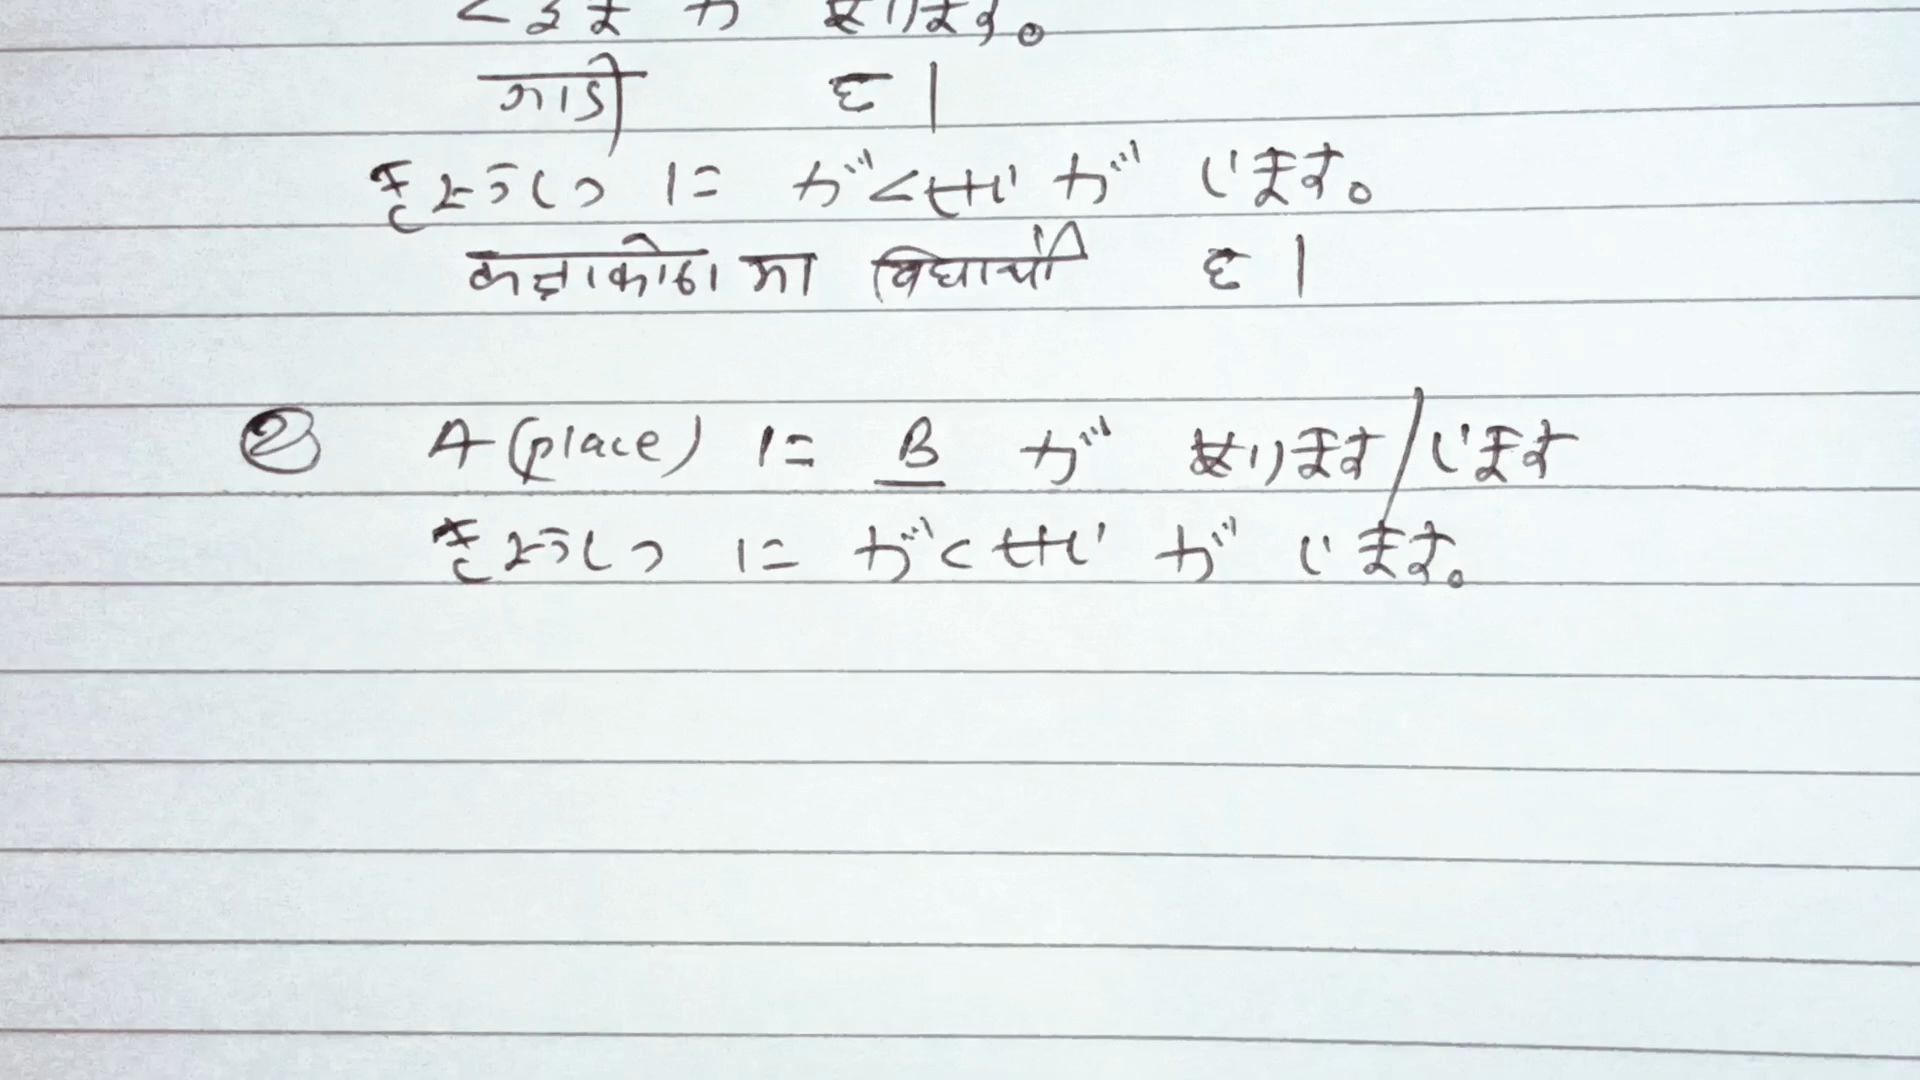 くるま が あります。
गाडी छ |
きょうしつ に がくせい が います。
कक्षाकोठा मा विद्यार्थी छ |
② A (place) に B が あります/います
きょうしつ に がくせい が います。